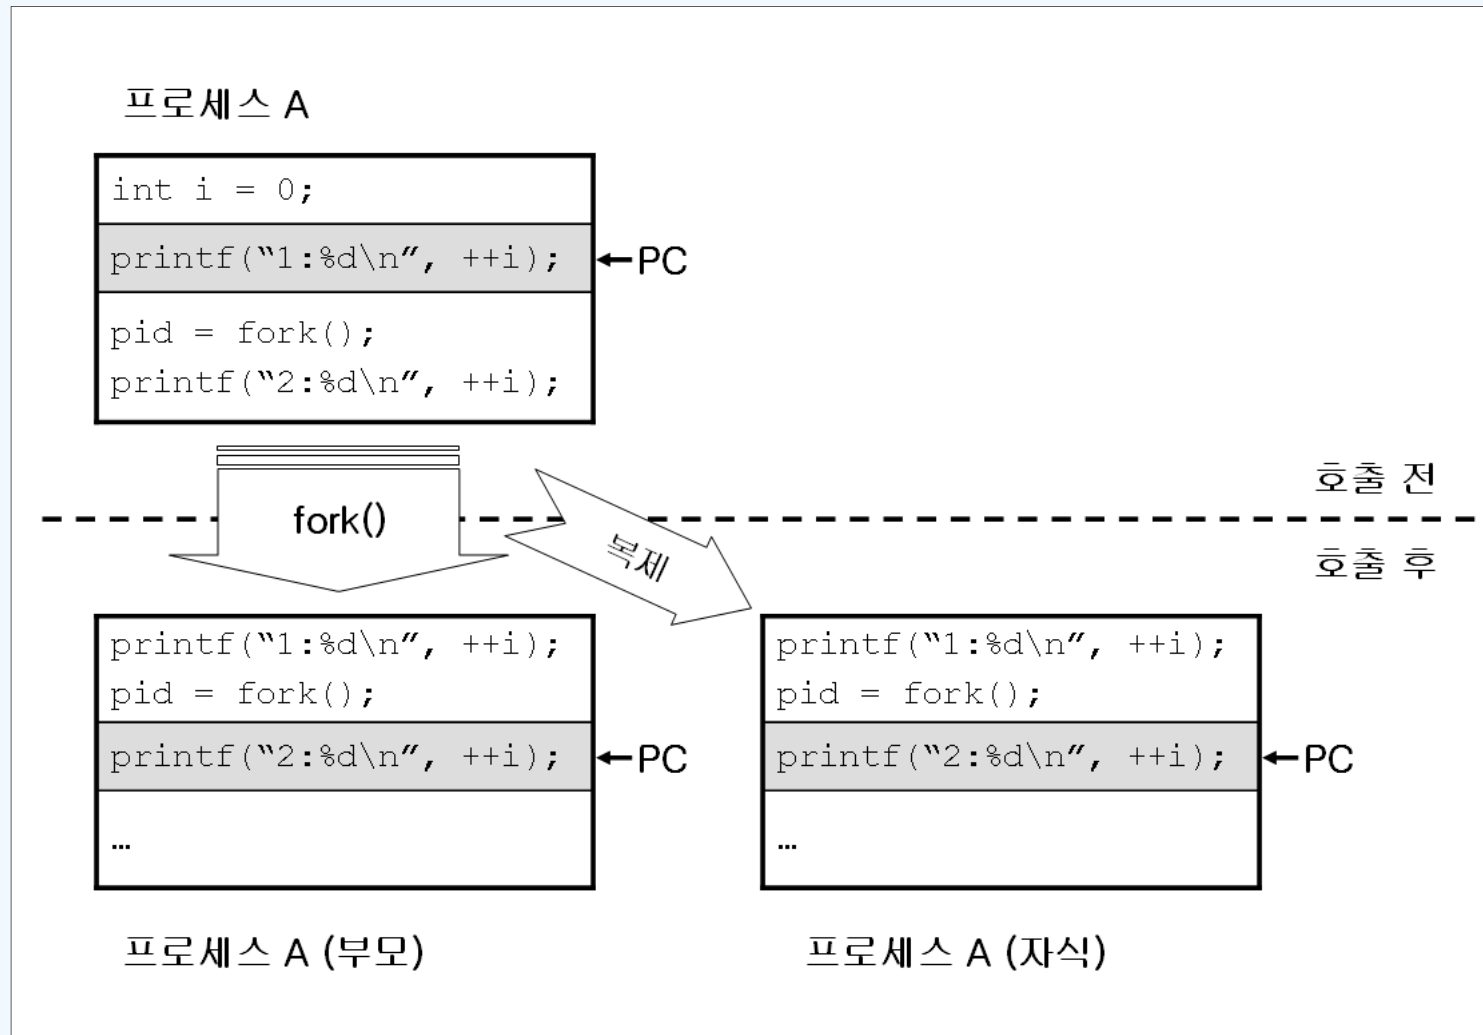 프로세스 A
int i = 0;
printf(“1:%d\n”, ++i);
←PC
pid = fork();
printf(“2:%d\n”, ++i);
호출 전
fork()
복제
호출 후
printf(“1:%d\n”, ++i);
pid = fork();
printf(“2:%d\n”, ++i);
←PC
…
프로세스 A (부모)
printf(“1:%d\n”, ++i);
pid = fork();
printf(“2:%d\n”, ++i);
←PC
…
프로세스 A (자식)